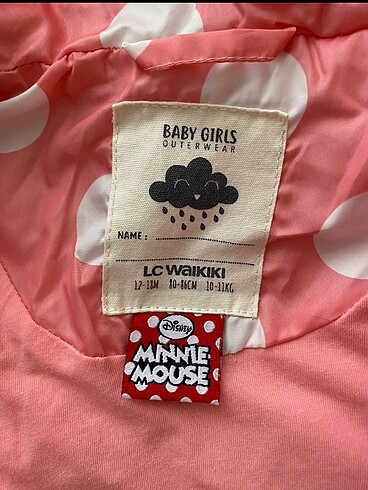 BABY GIRLS
OUTERWEAR
NAME :
LC WAIKIKI
12-18M 80-86CM 10-11KG
Disney
MINNIE
MOUSE